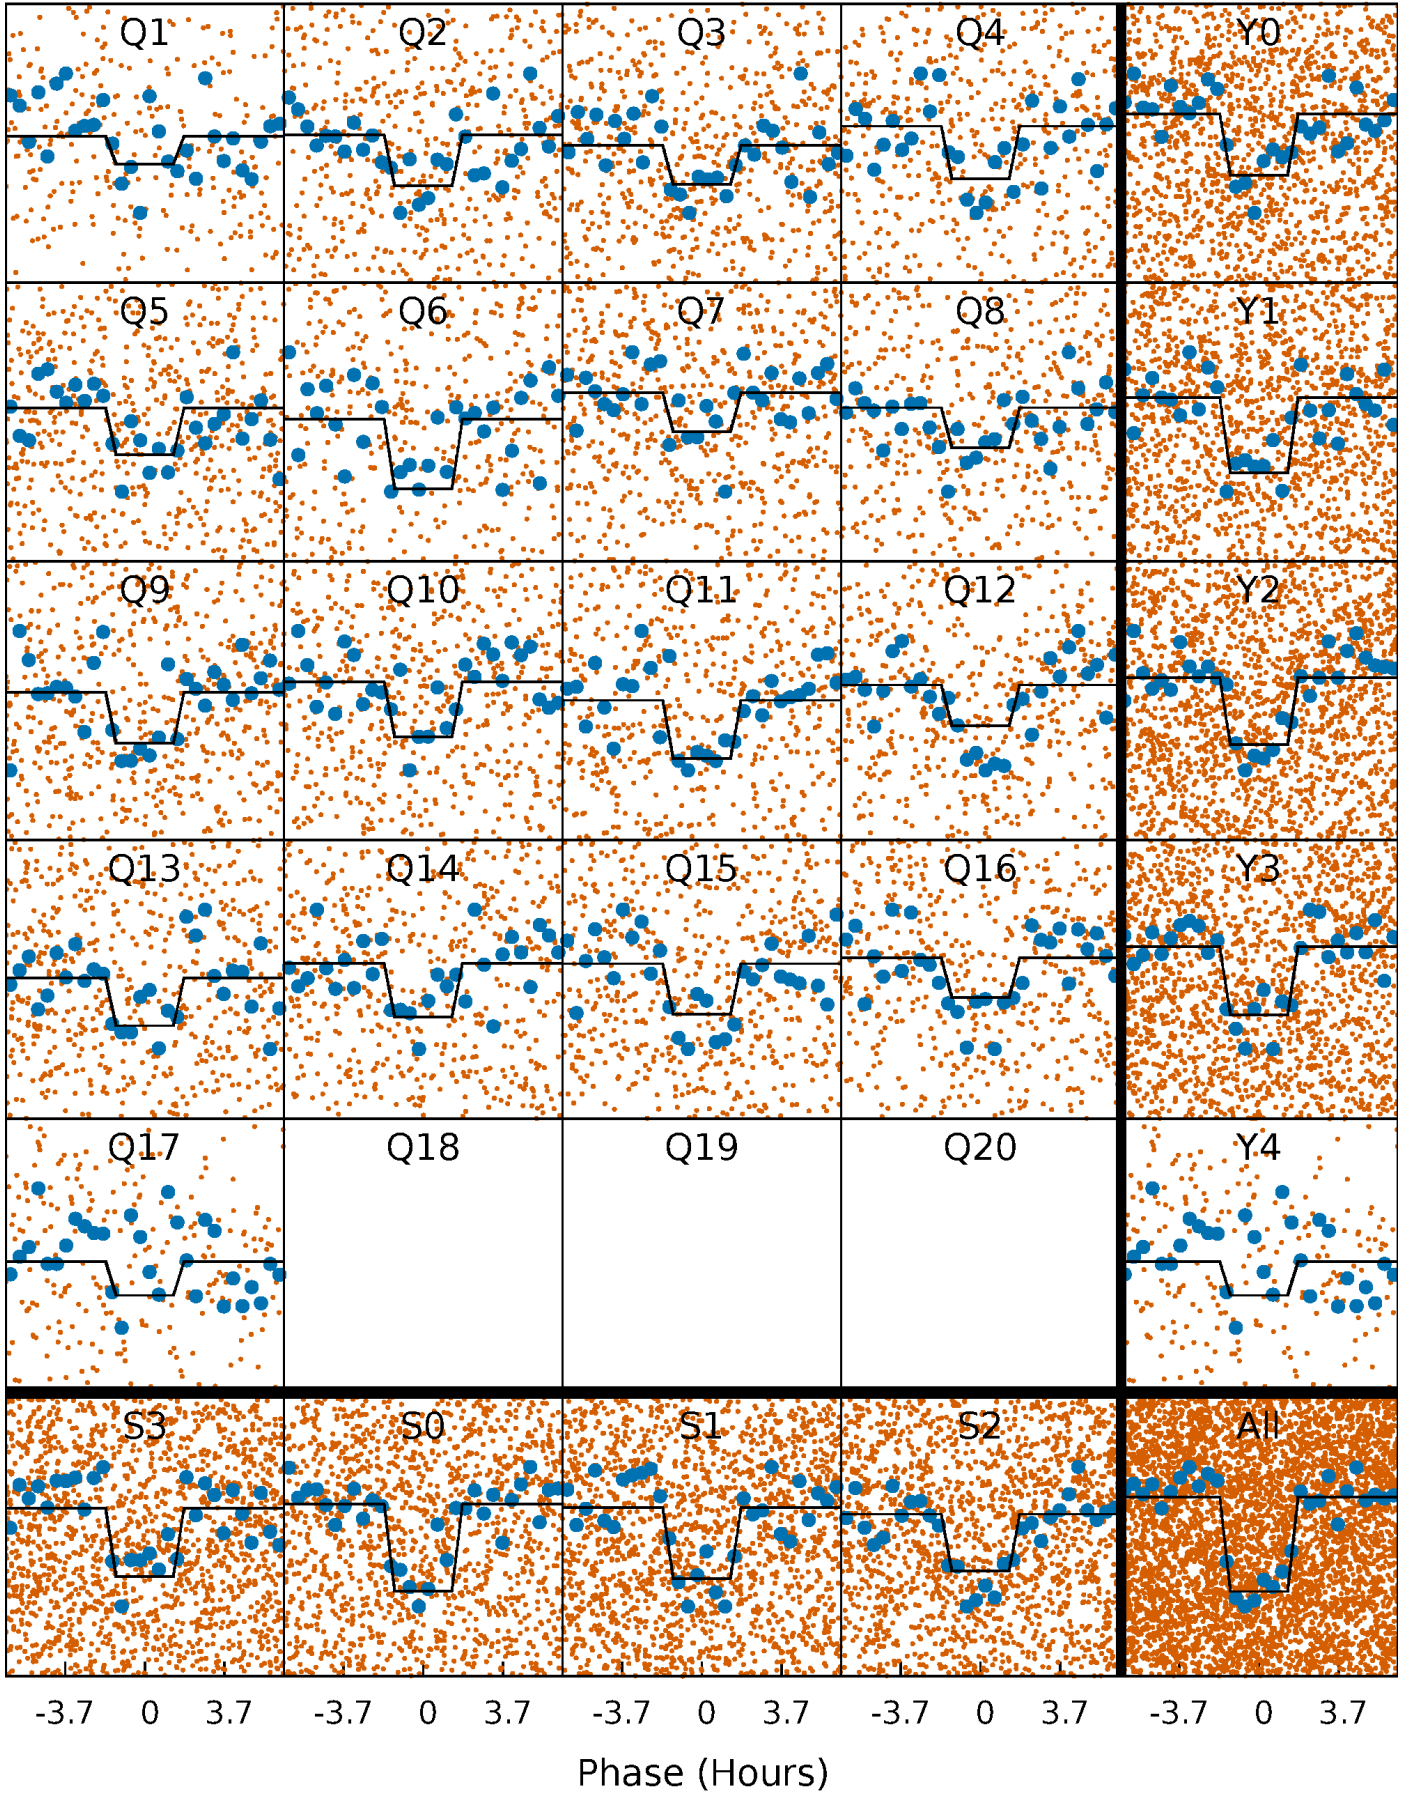 Q1 Q2 Q3 Q4 Y0
Q5 Q6 Q7 Q8 Y1
Q9 Q10 Q11 Q12 Y2
Q13 Q14 Q15 Q16 Y3
Q17 Q18 Q19 Q20 Y4
S3 S0 S1 S2 All
-3.7 0 3.7 -3.7 0 3.7 -3.7 0 3.7 -3.7 0 3.7 -3.7 0 3.7
Phase (Hours)